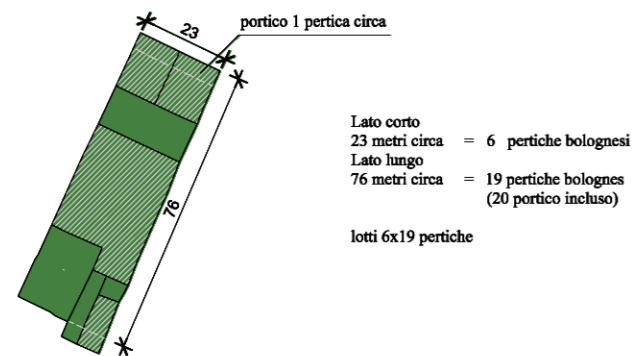 portico 1 pertica circa
23
76
Lato corto
23 metri circa = 6 pertiche bolognesi
Lato lungo
76 metri circa = 19 pertiche bolognes
(20 portico incluso)
lotti 6x19 pertiche